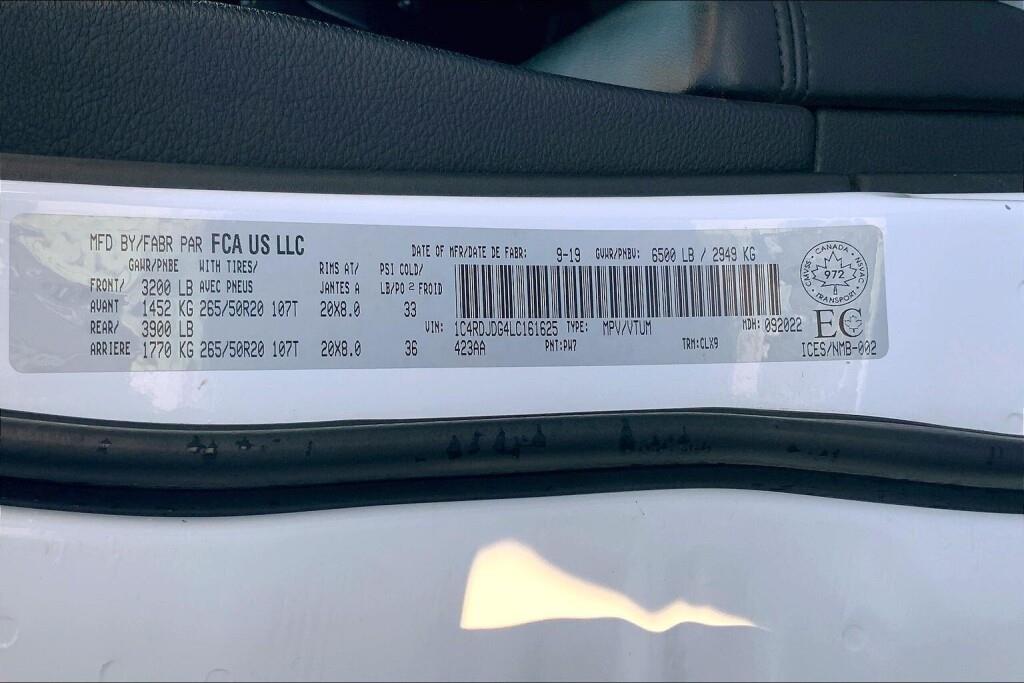 MFD BY/FABR PAR FCA US LLC DATE OF MFR/DATE DE FABR: 9-19 GVWR/PNBV: 6500 LB / 2949 KG
GAWR/PNBE WITH TIRES/ RIMS AT/ PSI COLD/
FRONT/ 3200 LB AVEC PNEUS JANTES A LB/PO² FROID
AVANT 1452 KG 265/50R20 107T 20X8.0 33
REAR/ 3900 LB VIN: 1C4RDJDG4LC161625 TYPE: MPV/VTUM MDH: 092022
ARRIERE 1770 KG 265/50R20 107T 20X8.0 36 423AA PNT:PW7 TRM:CLX9
CANADA
CMVSS NSVAC
972
TRANSPORT
EC
ICES/NMB-002